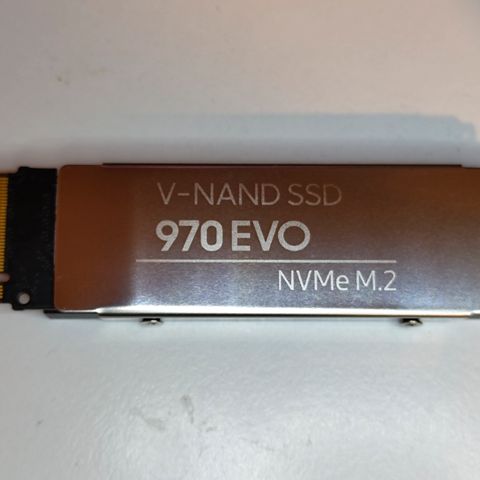 V-NAND SSD
970 EVO
NVMe M.2